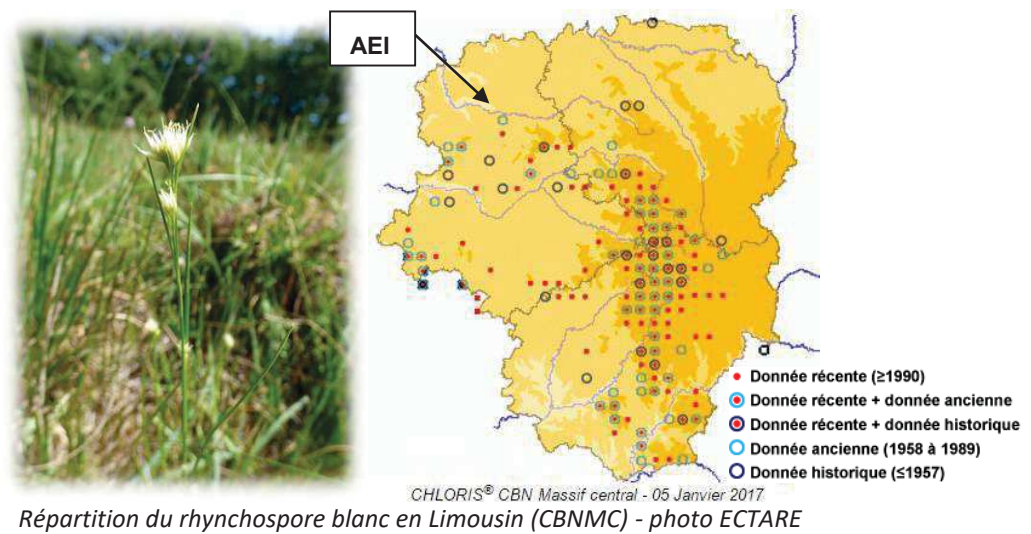 AEI
Donnée récente (≥1990)
Donnée récente + donnée ancienne
Donnée récente + donnée historique
Donnée ancienne (1958 à 1989)
Donnée historique (≤1957)
CHLORIS® CBN Massif central - 05 Janvier 2017
Répartition du rhynchospore blanc en Limousin (CBNMC) - photo ECTARE